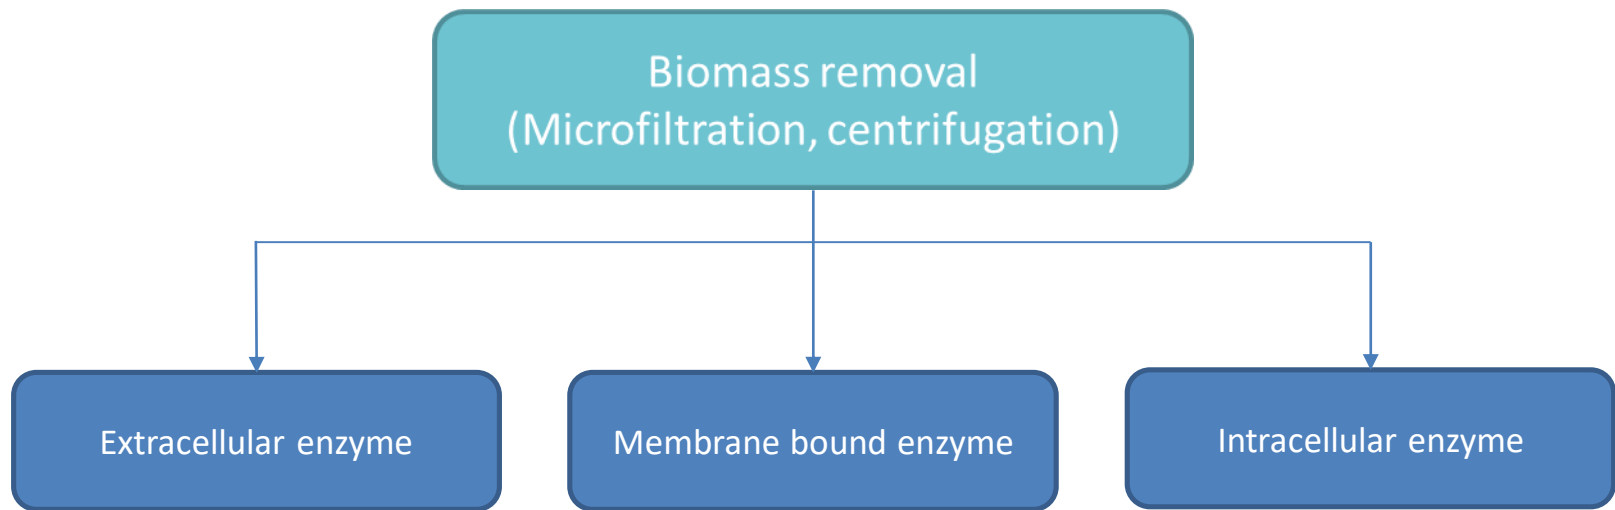 Biomass removal
(Microfiltration, centrifugation)
Extracellular enzyme
Membrane bound enzyme
Intracellular enzyme